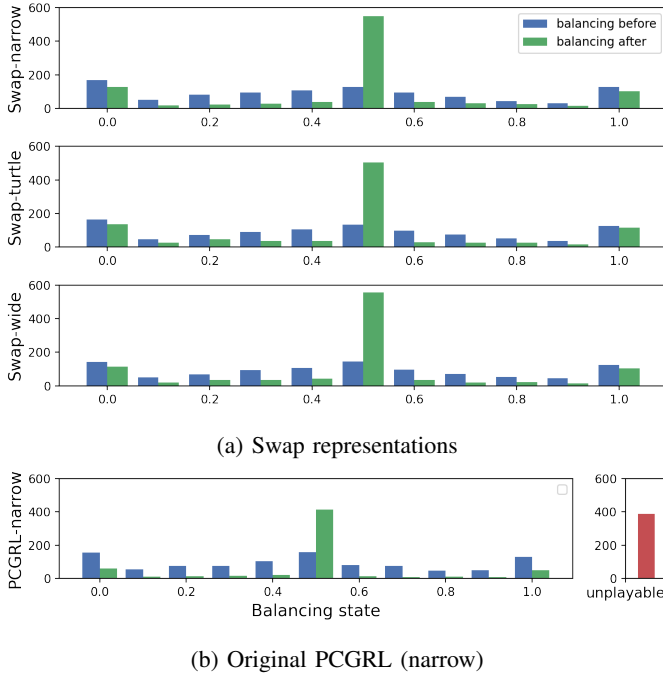 600
400
200
0
Swap-narrow
balancing before
balancing after
0.0 0.2 0.4 0.6 0.8 1.0
600
400
200
0
Swap-turtle
0.0 0.2 0.4 0.6 0.8 1.0
600
400
200
0
Swap-wide
0.0 0.2 0.4 0.6 0.8 1.0
(a) Swap representations
600
400
200
0
PCGRL-narrow
0.0 0.2 0.4 0.6 0.8 1.0
Balancing state
600
400
200
0
unplayable
(b) Original PCGRL (narrow)